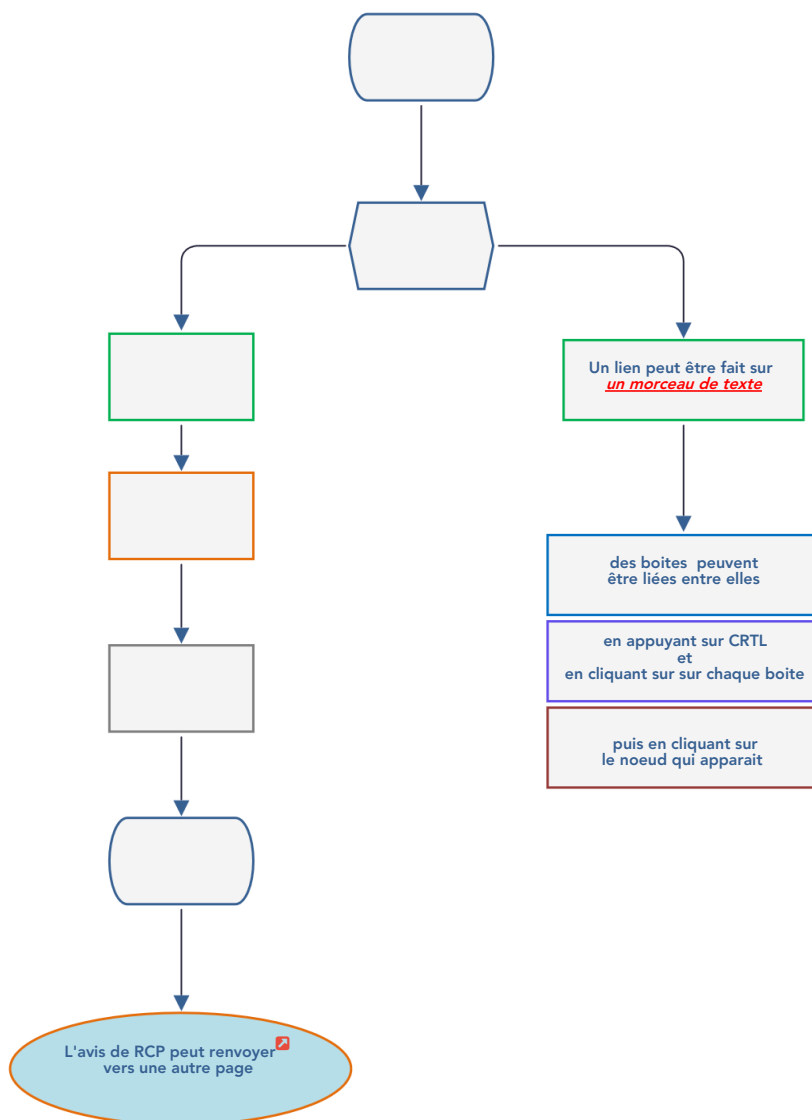 Un lien peut être fait sur
un morceau de texte
des boites  peuvent
être liées entre elles
en appuyant sur CRTL
et
en cliquant sur sur chaque boite
puis en cliquant sur
le noeud qui apparait
L'avis de RCP peut renvoyer
vers une autre page